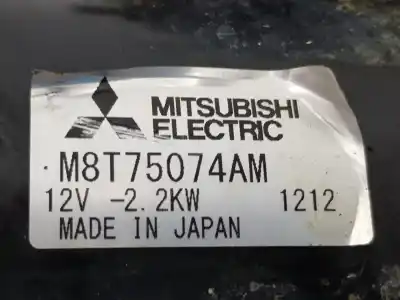 MITSUBISHI
ELECTRIC
M8T75074AM
12V -2.2KW 1212
MADE IN JAPAN